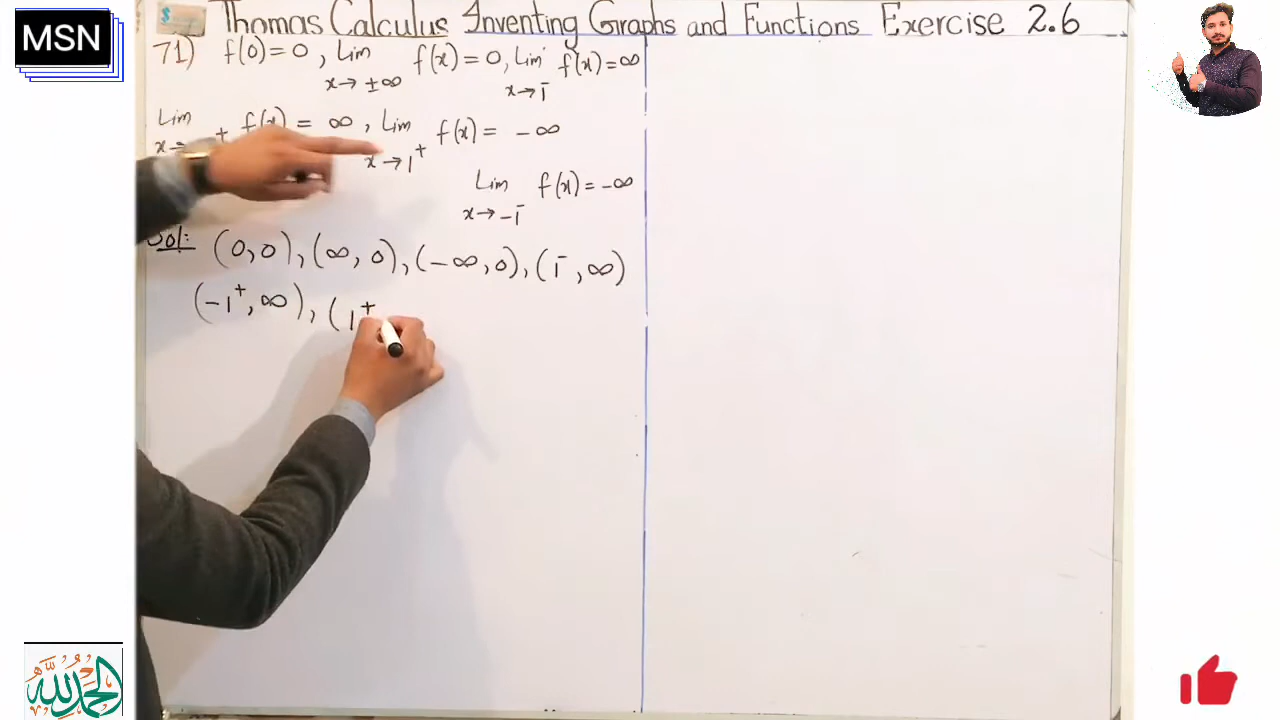 MSN
Thomas Calculus Inventing Graphs and Functions Exercise 2.6
71) f(0)=0, Lim x→±∞ f(x)=0, Lim x→1⁻ f(x)=∞
Lim x→ + f(x)= ∞, Lim x→1⁺ f(x)= -∞
Lim x→-1⁻ f(x)=-∞
Sol: (0,0), (∞,0), (-∞,0), (1⁻,∞)
(-1⁺,∞), (1⁺
الحمد لله